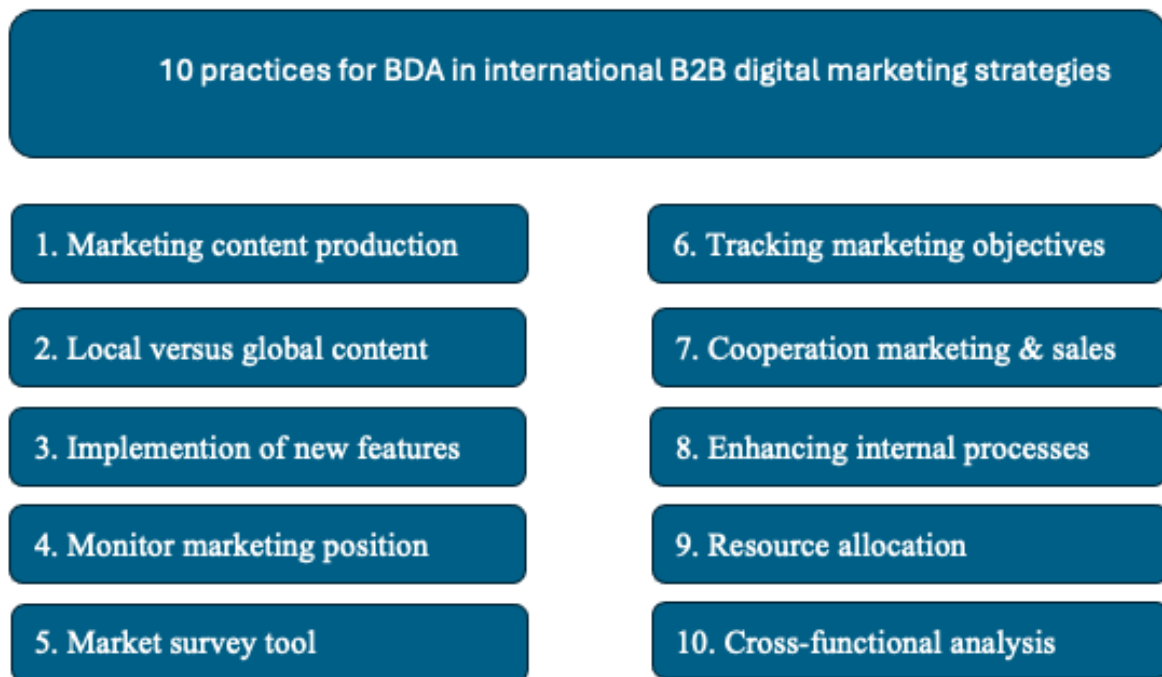 10 practices for BDA in international B2B digital marketing strategies
1. Marketing content production
2. Local versus global content
3. Implemention of new features
4. Monitor marketing position
5. Market survey tool
6. Tracking marketing objectives
7. Cooperation marketing & sales
8. Enhancing internal processes
9. Resource allocation
10. Cross-functional analysis